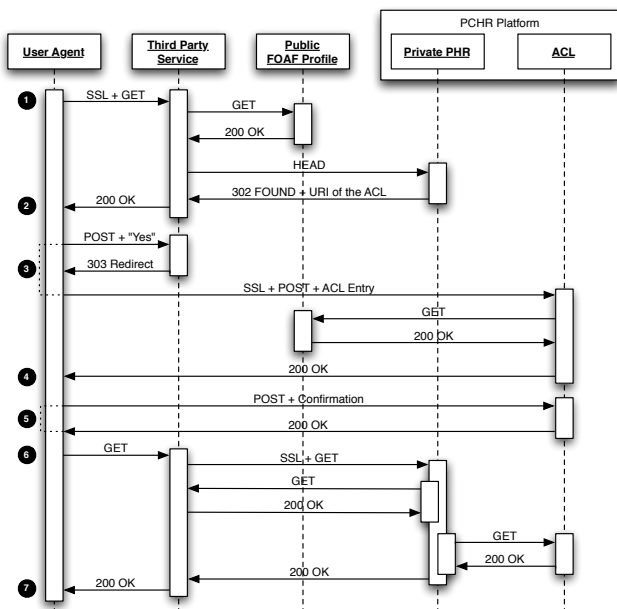 PCHR Platform
User Agent
Third Party
Service
Public
FOAF Profile
Private PHR
ACL
1
SSL + GET
GET
200 OK
HEAD
302 FOUND + URI of the ACL
2
200 OK
POST + "Yes"
3
303 Redirect
SSL + POST + ACL Entry
GET
200 OK
4
200 OK
POST + Confirmation
5
200 OK
6
GET
SSL + GET
GET
200 OK
GET
200 OK
200 OK
7
200 OK